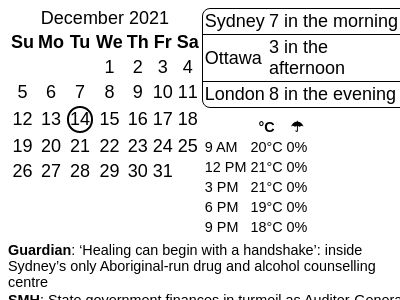 December 2021
Su Mo Tu We Th Fr Sa
1 2 3 4
5 6 7 8 9 10 11
12 13 14 15 16 17 18
19 20 21 22 23 24 25
26 27 28 29 30 31
Sydney 7 in the morning
Ottawa 3 in the
afternoon
London 8 in the evening
°C ☂
9 AM 20°C 0%
12 PM 21°C 0%
3 PM 21°C 0%
6 PM 19°C 0%
9 PM 18°C 0%
Guardian: ‘Healing can begin with a handshake’: inside
Sydney’s only Aboriginal-run drug and alcohol counselling
centre
SMH: State government finances in turmoil as Auditor-Genera